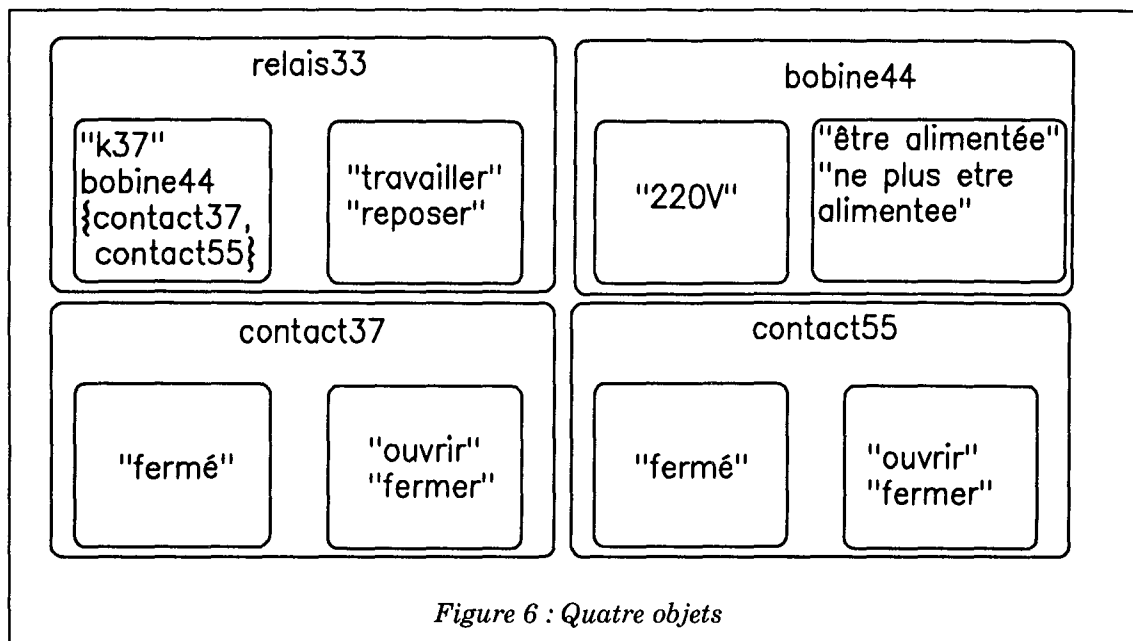 relais33
"k37"
bobine44
{contact37,
contact55}
"travailler"
"reposer"
bobine44
"220V"
"être alimentée"
"ne plus etre
alimentee"
contact37
"fermé"
"ouvrir"
"fermer"
contact55
"fermé"
"ouvrir"
"fermer"
Figure 6 : Quatre objets